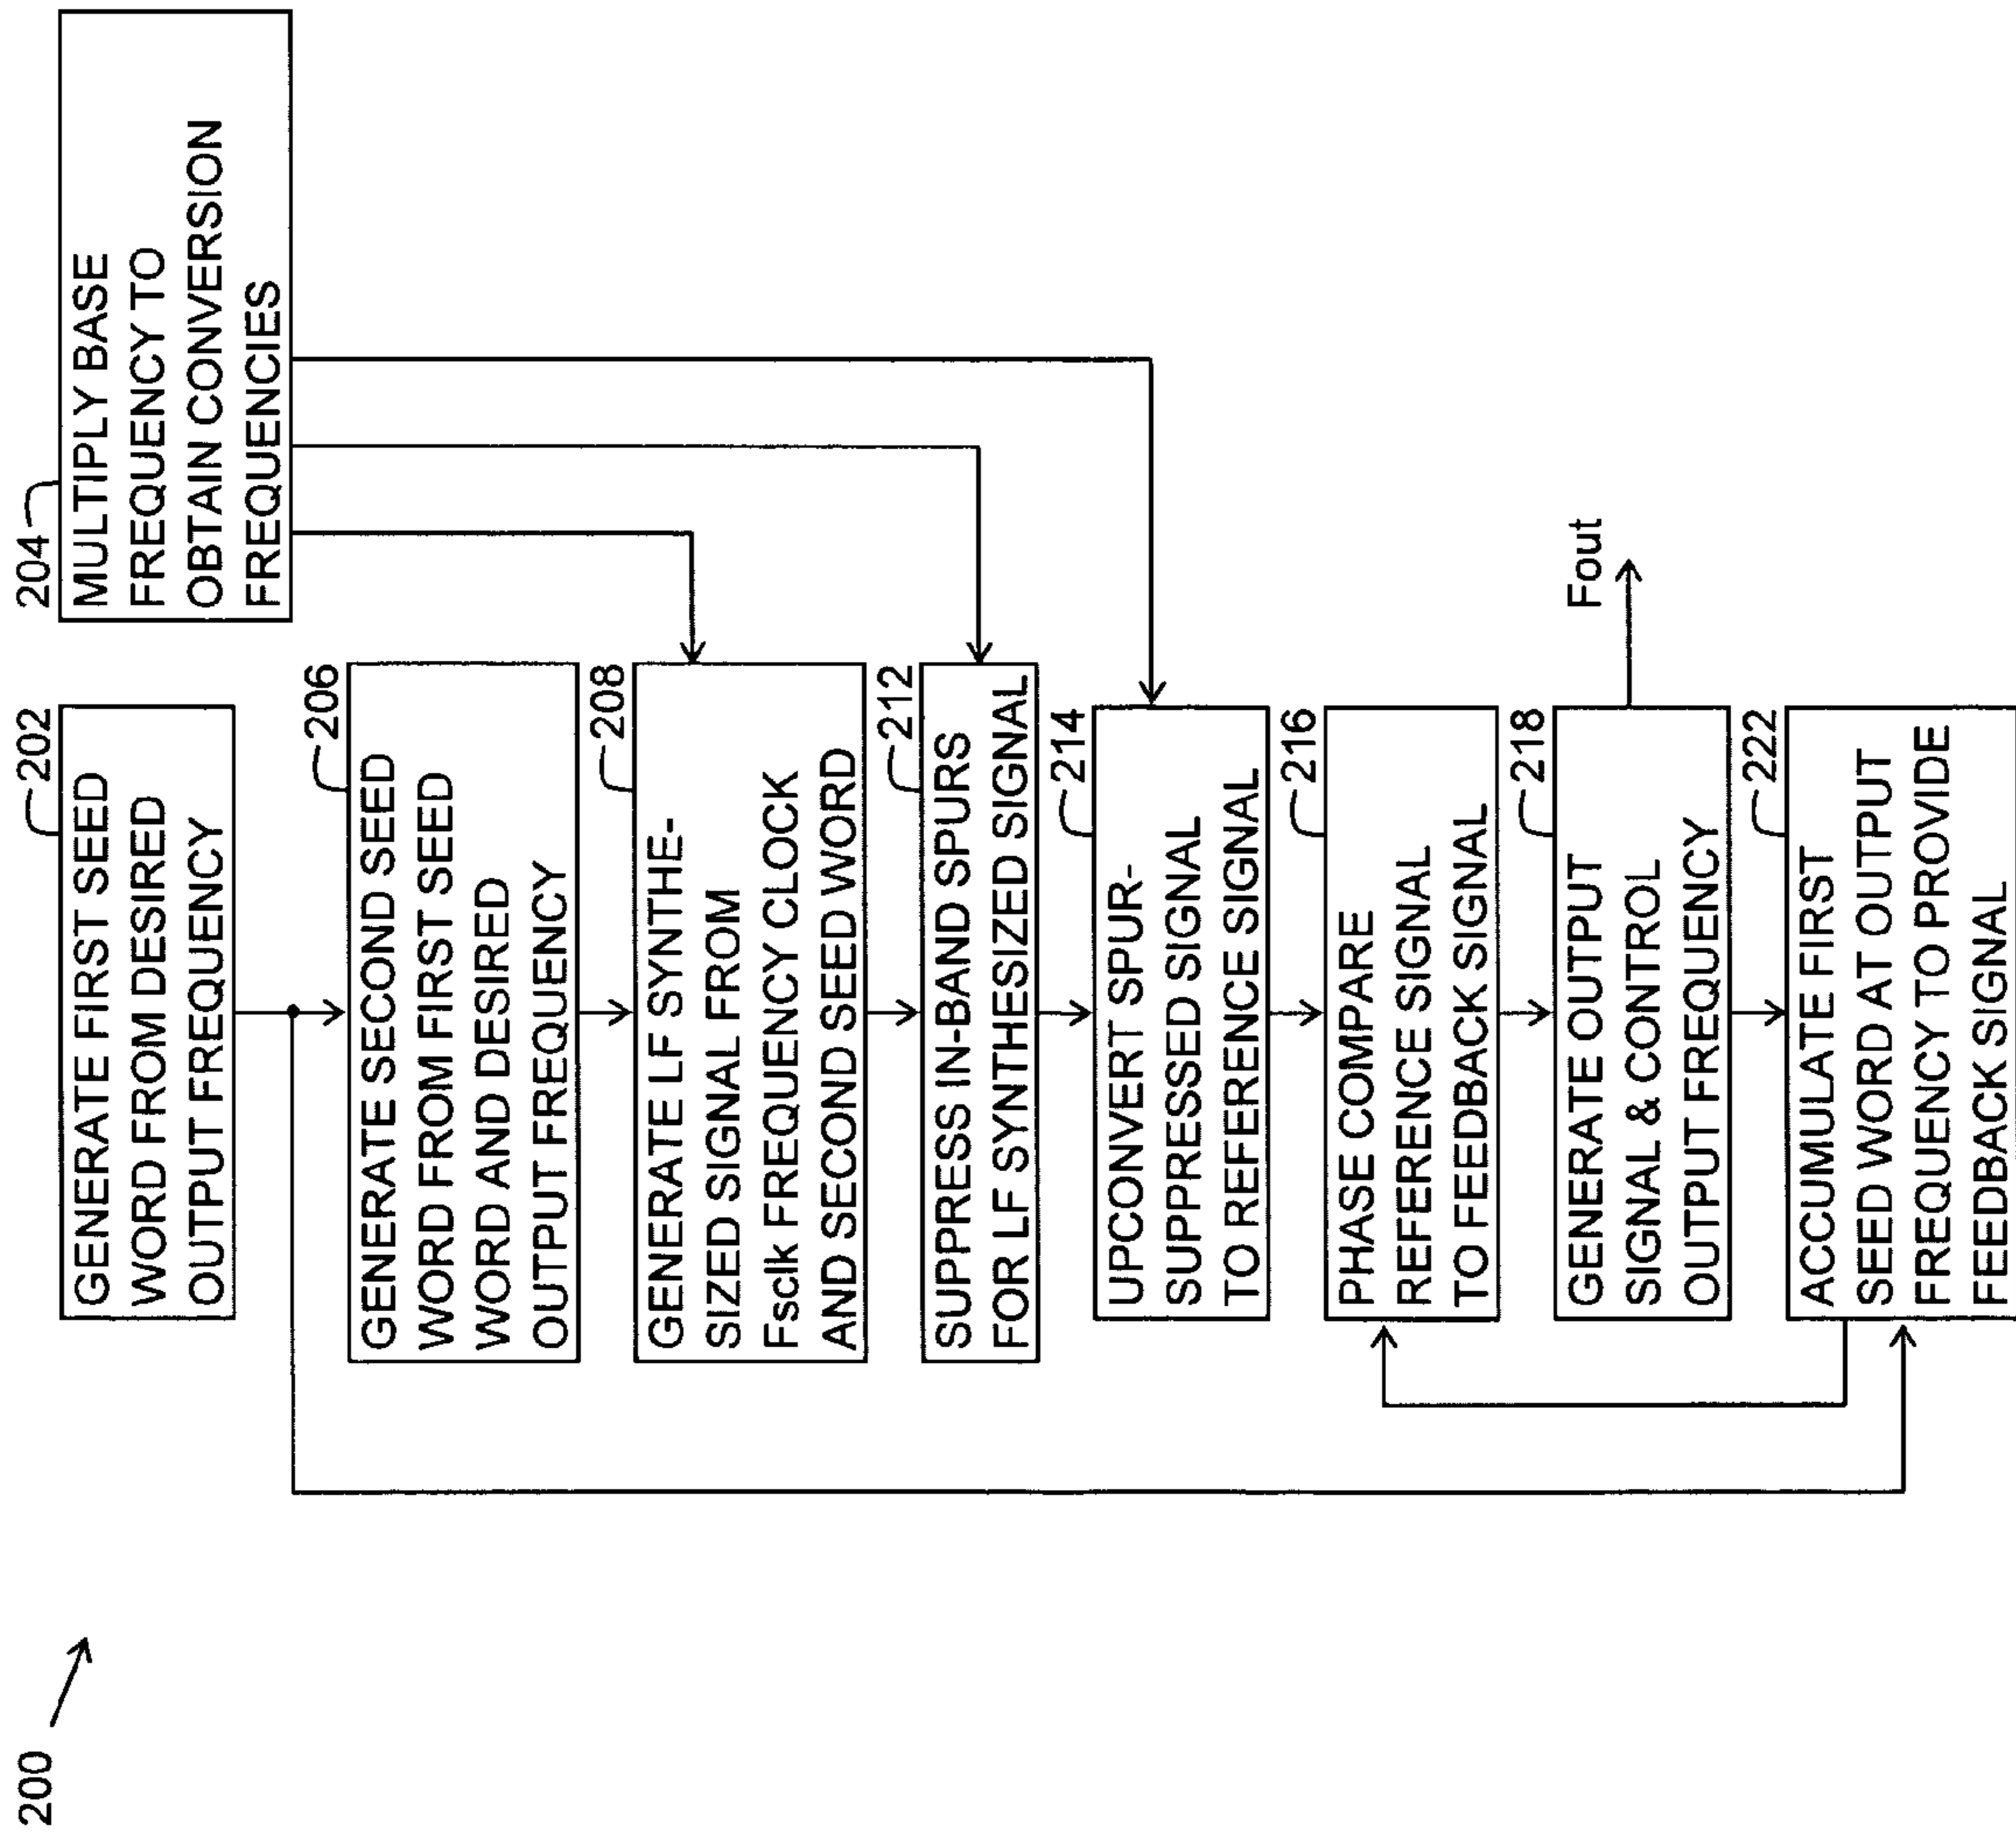 200
202
GENERATE FIRST SEED
WORD FROM DESIRED
OUTPUT FREQUENCY
204
MULTIPLY BASE
FREQUENCY TO
OBTAIN CONVERSION
FREQUENCIES
206
GENERATE SECOND SEED
WORD FROM FIRST SEED
WORD AND DESIRED
OUTPUT FREQUENCY
208
GENERATE LF SYNTHE-
SIZED SIGNAL FROM
Fsclk FREQUENCY CLOCK
AND SECOND SEED WORD
212
SUPPRESS IN-BAND SPURS
FOR LF SYNTHESIZED SIGNAL
214
UPCONVERT SPUR-
SUPPRESSED SIGNAL
TO REFERENCE SIGNAL
216
PHASE COMPARE
REFERENCE SIGNAL
TO FEEDBACK SIGNAL
218
GENERATE OUTPUT
SIGNAL & CONTROL
OUTPUT FREQUENCY
Fout
222
ACCUMULATE FIRST
SEED WORD AT OUTPUT
FREQUENCY TO PROVIDE
FEEDBACK SIGNAL